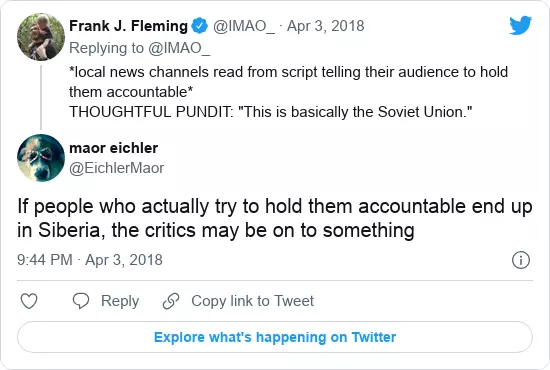 Frank J. Fleming @IMAO_ · Apr 3, 2018
Replying to @IMAO_
*local news channels read from script telling their audience to hold
them accountable*
THOUGHTFUL PUNDIT: "This is basically the Soviet Union."
maor eichler
@EichlerMaor
If people who actually try to hold them accountable end up
in Siberia, the critics may be on to something
9:44 PM · Apr 3, 2018
Reply Copy link to Tweet
Explore what's happening on Twitter